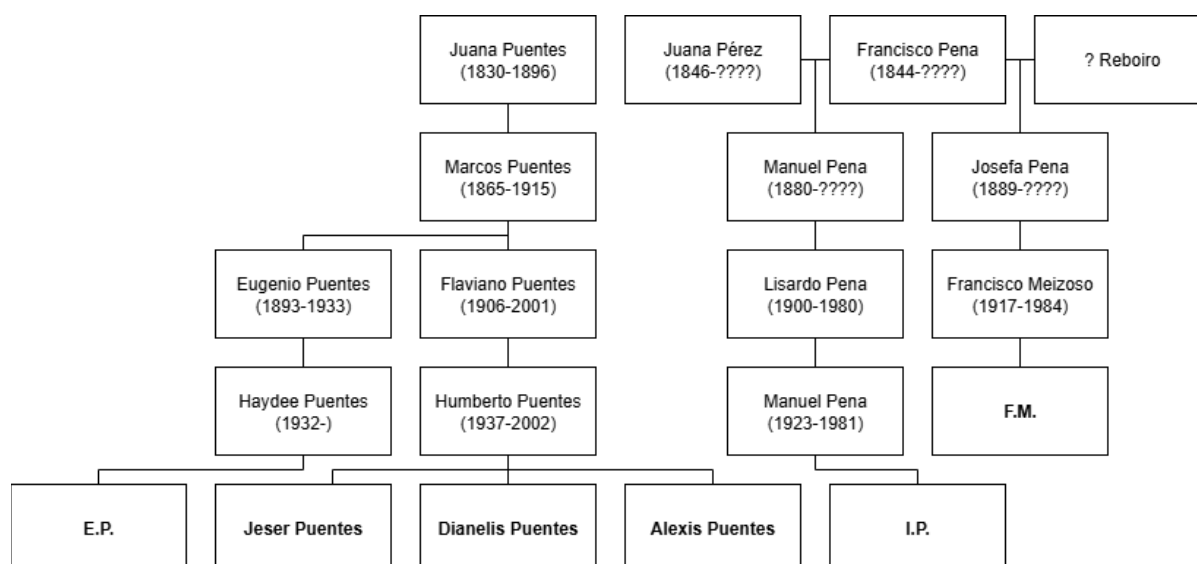 Juana Puentes
(1830-1896)
Juana Pérez
(1846-????)
Francisco Pena
(1844-????)
? Reboiro
Marcos Puentes
(1865-1915)
Manuel Pena
(1880-????)
Josefa Pena
(1889-????)
Eugenio Puentes
(1893-1933)
Flaviano Puentes
(1906-2001)
Lisardo Pena
(1900-1980)
Francisco Meizoso
(1917-1984)
Haydee Puentes
(1932-)
Humberto Puentes
(1937-2002)
Manuel Pena
(1923-1981)
F.M.
E.P.
Jeser Puentes
Dianelis Puentes
Alexis Puentes
I.P.